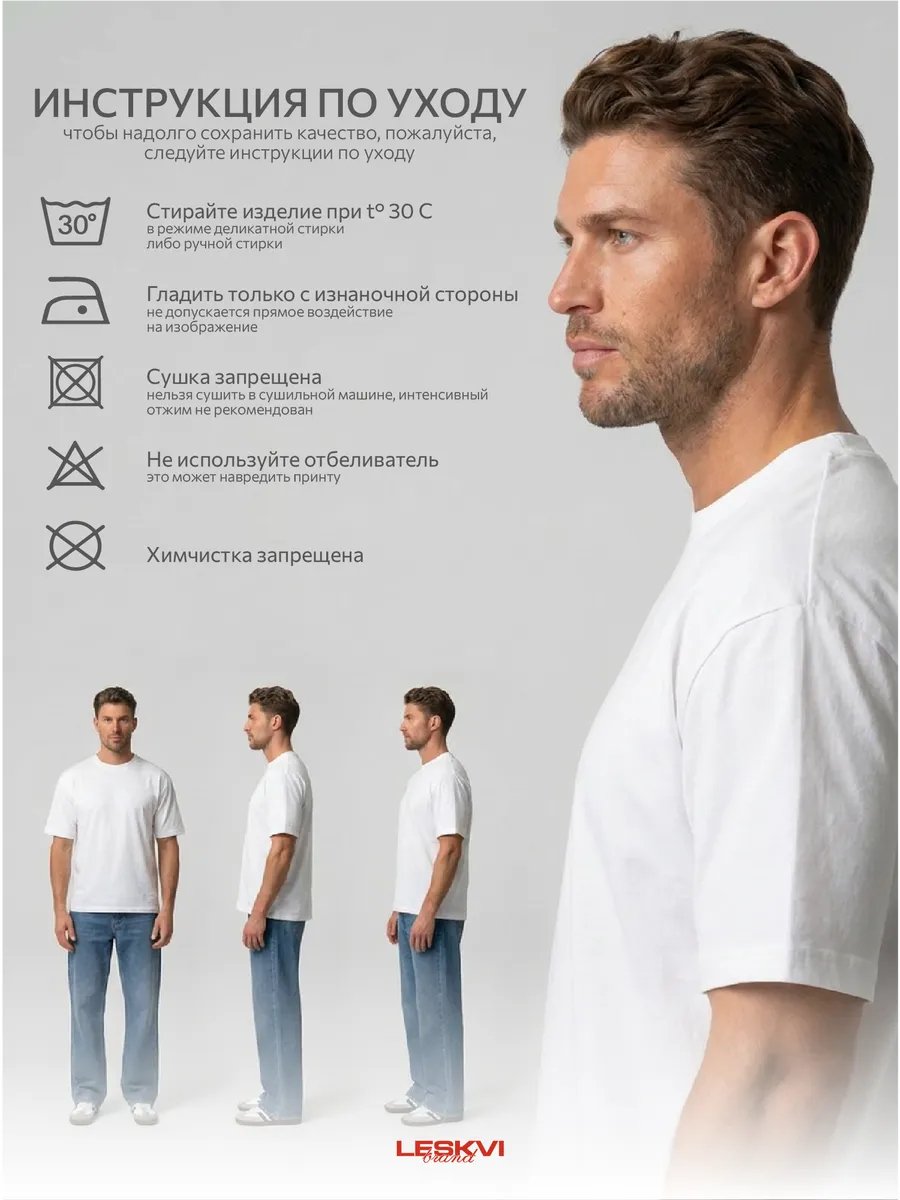 ИНСТРУКЦИЯ ПО УХОДУ
чтобы надолго сохранить качество, пожалуйста,
следуйте инструкции по уходу
30°
Стирайте изделие при t° 30 С
в режиме деликатной стирки
либо ручной стирки
Гладить только с изнаночной стороны
не допускается прямое воздействие
на изображение
Сушка запрещена
нельзя сушить в сушильной машине, интенсивный
отжим не рекомендован
Не используйте отбеливатель
это может навредить принту
Химчистка запрещена
LESKVI
brand